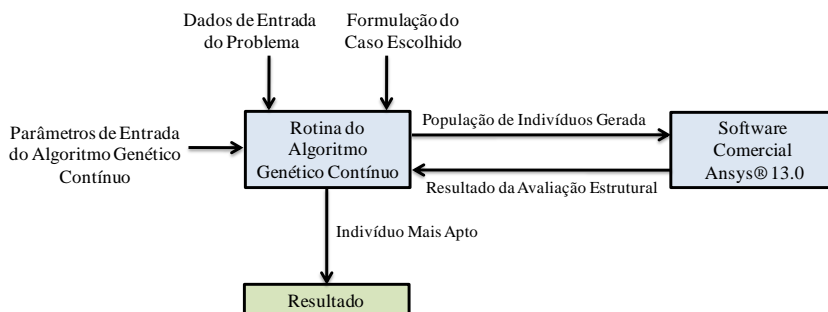 Dados de Entrada
do Problema
Formulação do
Caso Escolhido
Parâmetros de Entrada
do Algoritmo Genético
Contínuo
Rotina do
Algoritmo
Genético Contínuo
População de Indivíduos Gerada
Resultado da Avaliação Estrutural
Software
Comercial
Ansys® 13.0
Indivíduo Mais Apto
Resultado